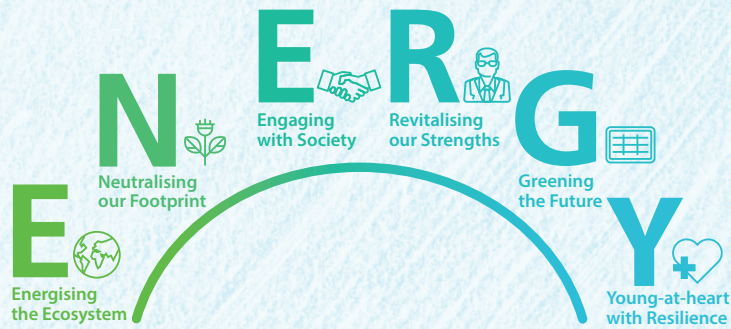 E
Energising
the Ecosystem
N
Neutralising
our Footprint
E
Engaging
with Society
R
Revitalising
our Strengths
G
Greening
the Future
Y
Young-at-heart
with Resilience